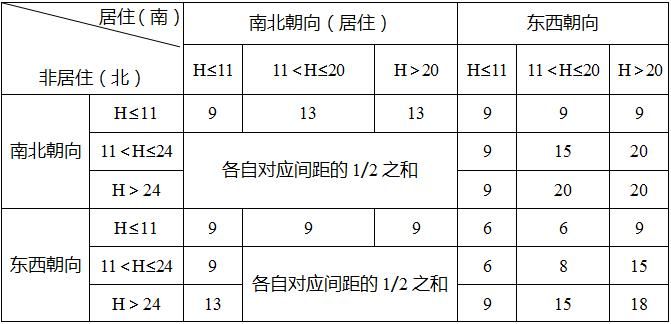 居住（南） 南北朝向（居住） 东西朝向
非居住（北） H≤11 11＜H≤20 H＞20 H≤11 11＜H≤20 H＞20
南北朝向 H≤11 9 13 13 9 9 9
11＜H≤24 各自对应间距的 1/2 之和 9 15 20
H＞24 9 20 20
东西朝向 H≤11 9 9 9 6 6 9
11＜H≤24 9 各自对应间距的 1/2 之和 6 8 15
H＞24 13 9 15 18